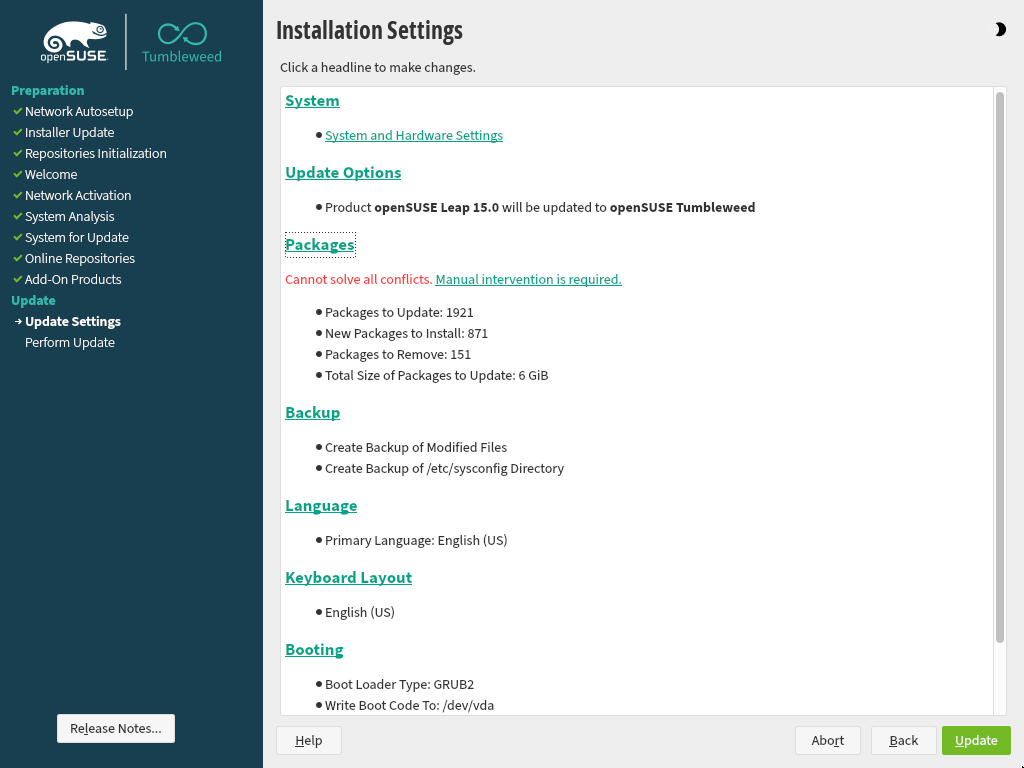 openSUSE
Tumbleweed
Preparation
Network Autosetup
Installer Update
Repositories Initialization
Welcome
Network Activation
System Analysis
System for Update
Online Repositories
Add-On Products
Update
Update Settings
Perform Update
Release Notes...
Installation Settings
Click a headline to make changes.
System
System and Hardware Settings
Update Options
Product openSUSE Leap 15.0 will be updated to openSUSE Tumbleweed
Packages
Cannot solve all conflicts. Manual intervention is required.
Packages to Update: 1921
New Packages to Install: 871
Packages to Remove: 151
Total Size of Packages to Update: 6 GiB
Backup
Create Backup of Modified Files
Create Backup of /etc/sysconfig Directory
Language
Primary Language: English (US)
Keyboard Layout
English (US)
Booting
Boot Loader Type: GRUB2
Write Boot Code To: /dev/vda
Help
Abort
Back
Update